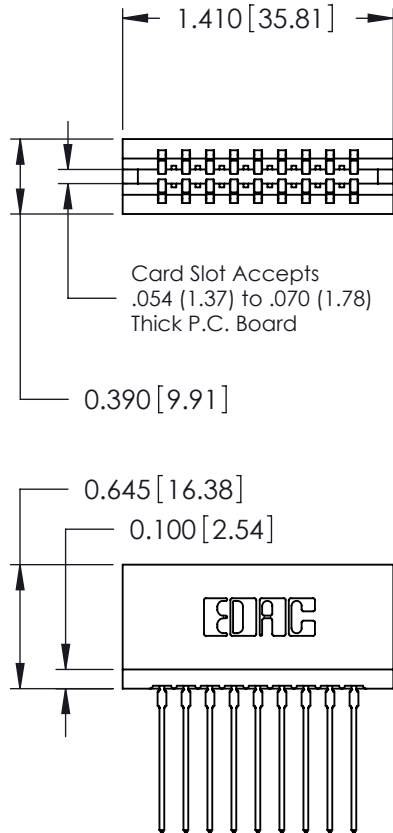 1.410 [35.81]
Card Slot Accepts
.054 (1.37) to .070 (1.78)
Thick P.C. Board
0.390 [9.91]
0.645 [16.38]
0.100 [2.54]
EDAC